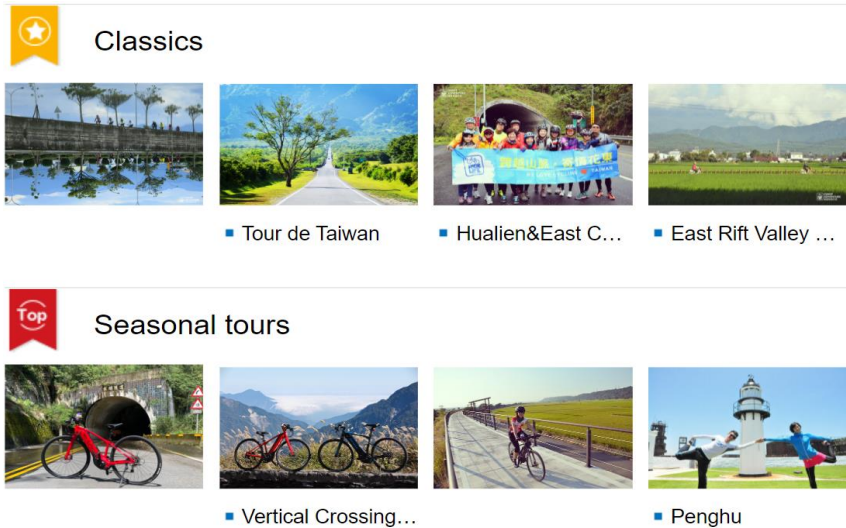 Classics
Tour de Taiwan
Hualien&East C...
East Rift Valley ...
Top
Seasonal tours
Vertical Crossing...
Penghu